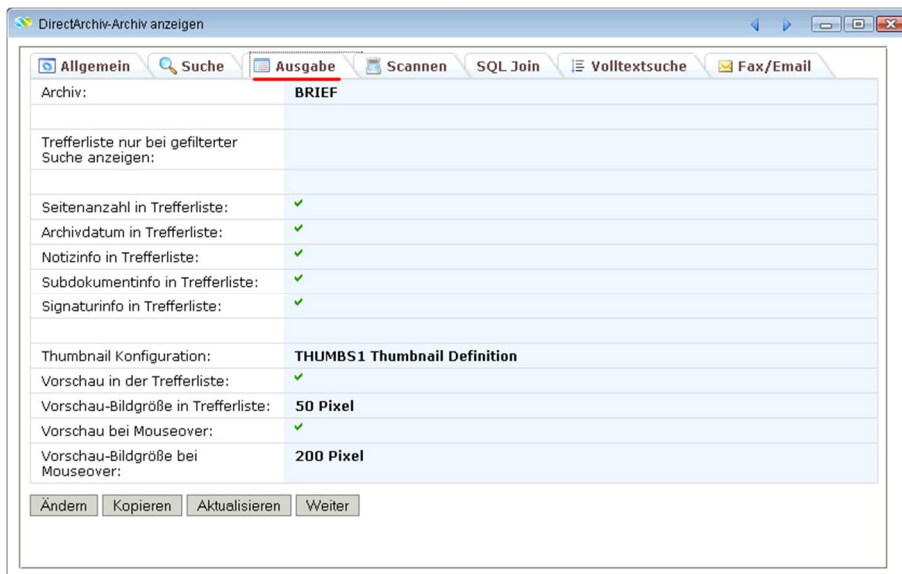 DirectArchiv-Archiv anzeigen
Allgemein Suche Ausgabe Scannen SQL Join Volltextsuche Fax/Email
Archiv: BRIEF
Trefferliste nur bei gefilterter
Suche anzeigen:
Seitenanzahl in Trefferliste:
Archivdatum in Trefferliste:
Notizinfo in Trefferliste:
Subdokumentinfo in Trefferliste:
Signaturinfo in Trefferliste:
Thumbnail Konfiguration: THUMBS1 Thumbnail Definition
Vorschau in der Trefferliste:
Vorschau-Bildgröße in Trefferliste: 50 Pixel
Vorschau bei Mouseover:
Vorschau-Bildgröße bei 200 Pixel
Mouseover:
Ändern Kopieren Aktualisieren Weiter